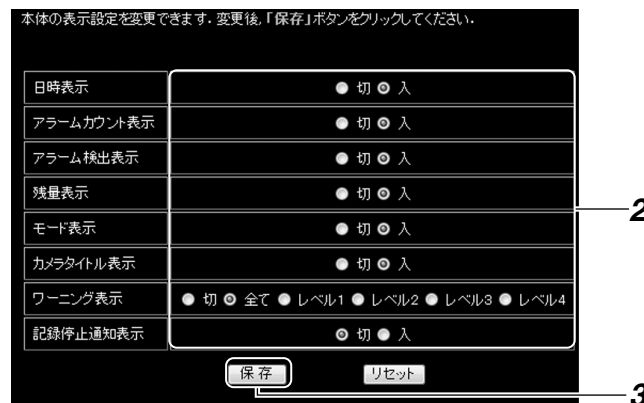 本体の表示設定を変更できます．変更後,「保存」ボタンをクリックしてください．
日時表示 切 入
アラームカウント表示 切 入
アラーム検出表示 切 入
残量表示 切 入
2
モード表示 切 入
カメラタイトル表示 切 入
ワーニング表示 切 全て レベル1 レベル2 レベル3 レベル4
記録停止通知表示 切 入
保存 リセット
3